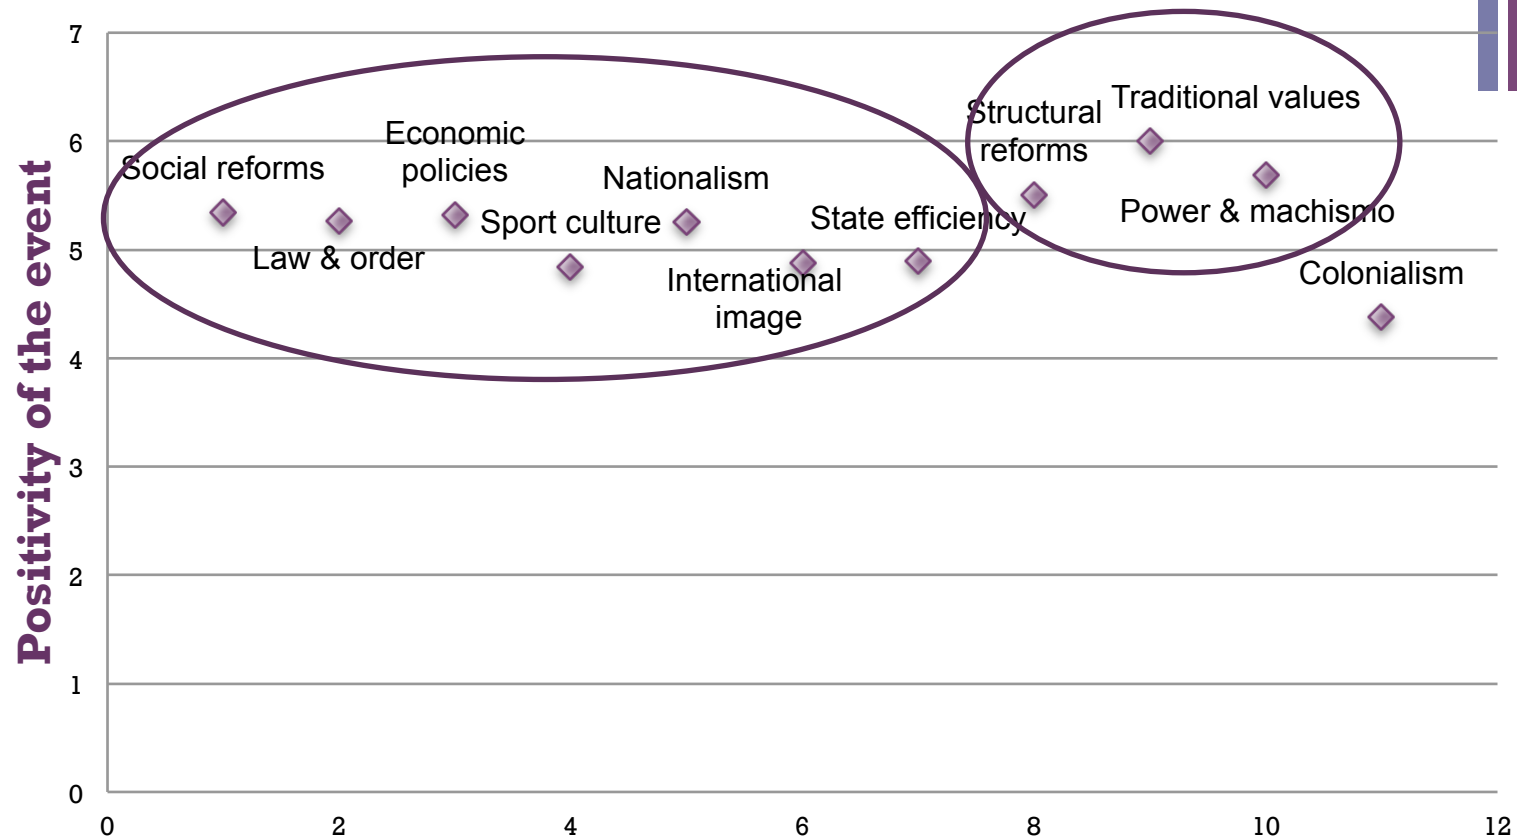 7
Traditional values
Structural
reforms
6
Economic
policies
Social reforms
Nationalism
Power & machismo
Sport culture
State efficiency
5
Law & order
Colonialism
International
image
4
3
2
1
0
Positivity of the event
0 2 4 6 8 10 12